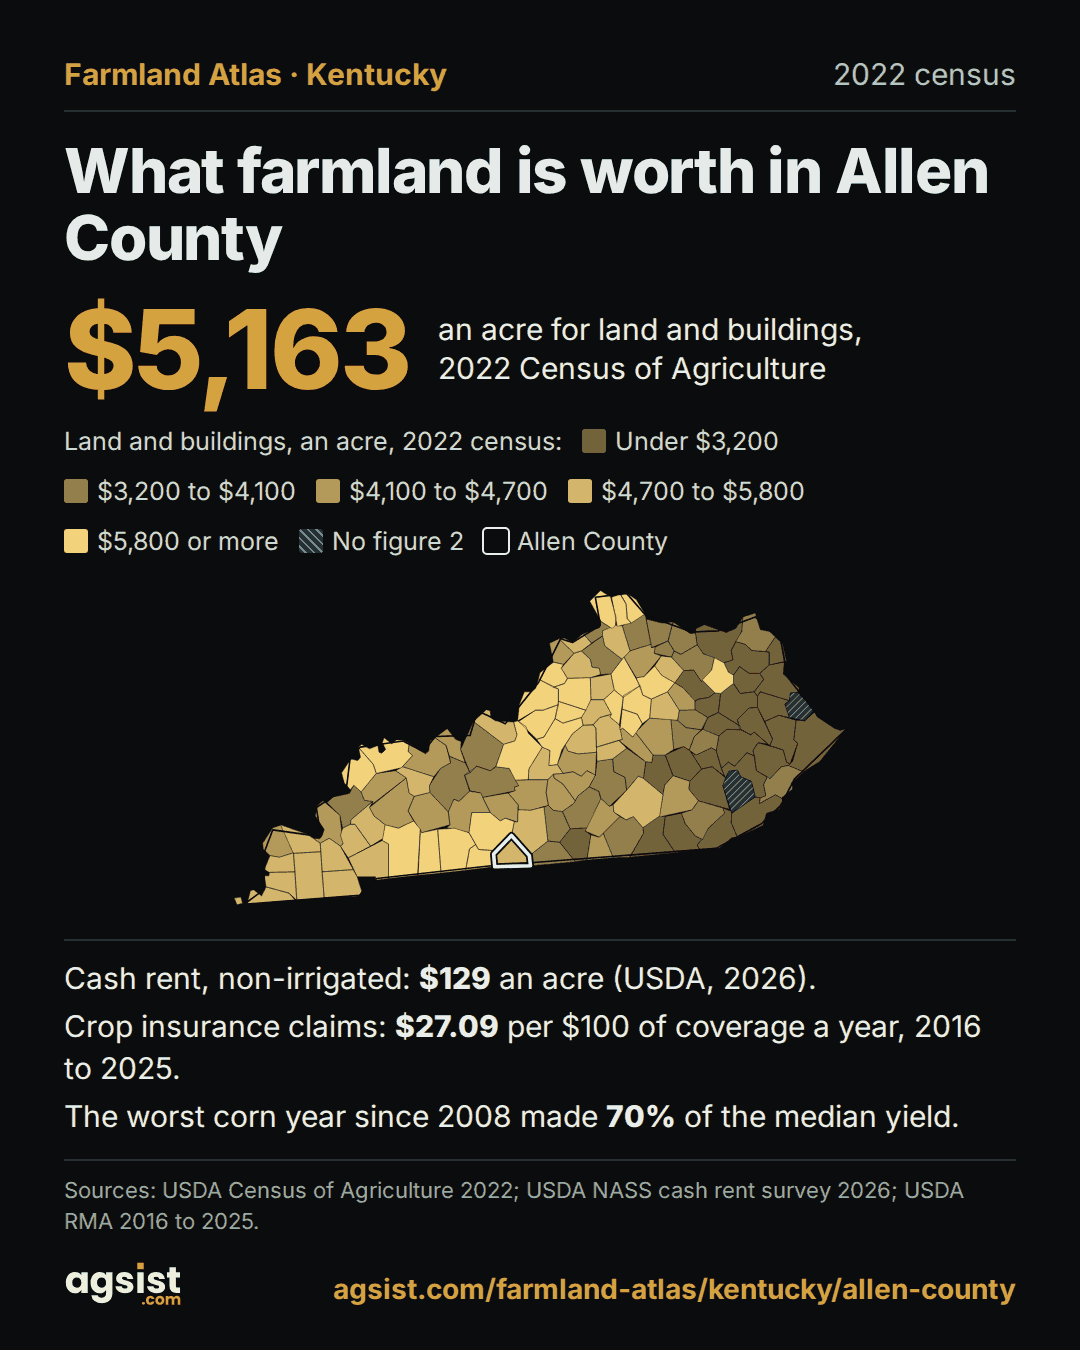 Farmland Atlas · Kentucky
2022 census
What farmland is worth in Allen
County
$5,163
an acre for land and buildings,
2022 Census of Agriculture
Land and buildings, an acre, 2022 census: Under $3,200
$3,200 to $4,100 $4,100 to $4,700 $4,700 to $5,800
$5,800 or more No figure 2 Allen County
Cash rent, non-irrigated: $129 an acre (USDA, 2026).
Crop insurance claims: $27.09 per $100 of coverage a year, 2016
to 2025.
The worst corn year since 2008 made 70% of the median yield.
Sources: USDA Census of Agriculture 2022; USDA NASS cash rent survey 2026; USDA
RMA 2016 to 2025.
agsist
.com
agsist.com/farmland-atlas/kentucky/allen-county